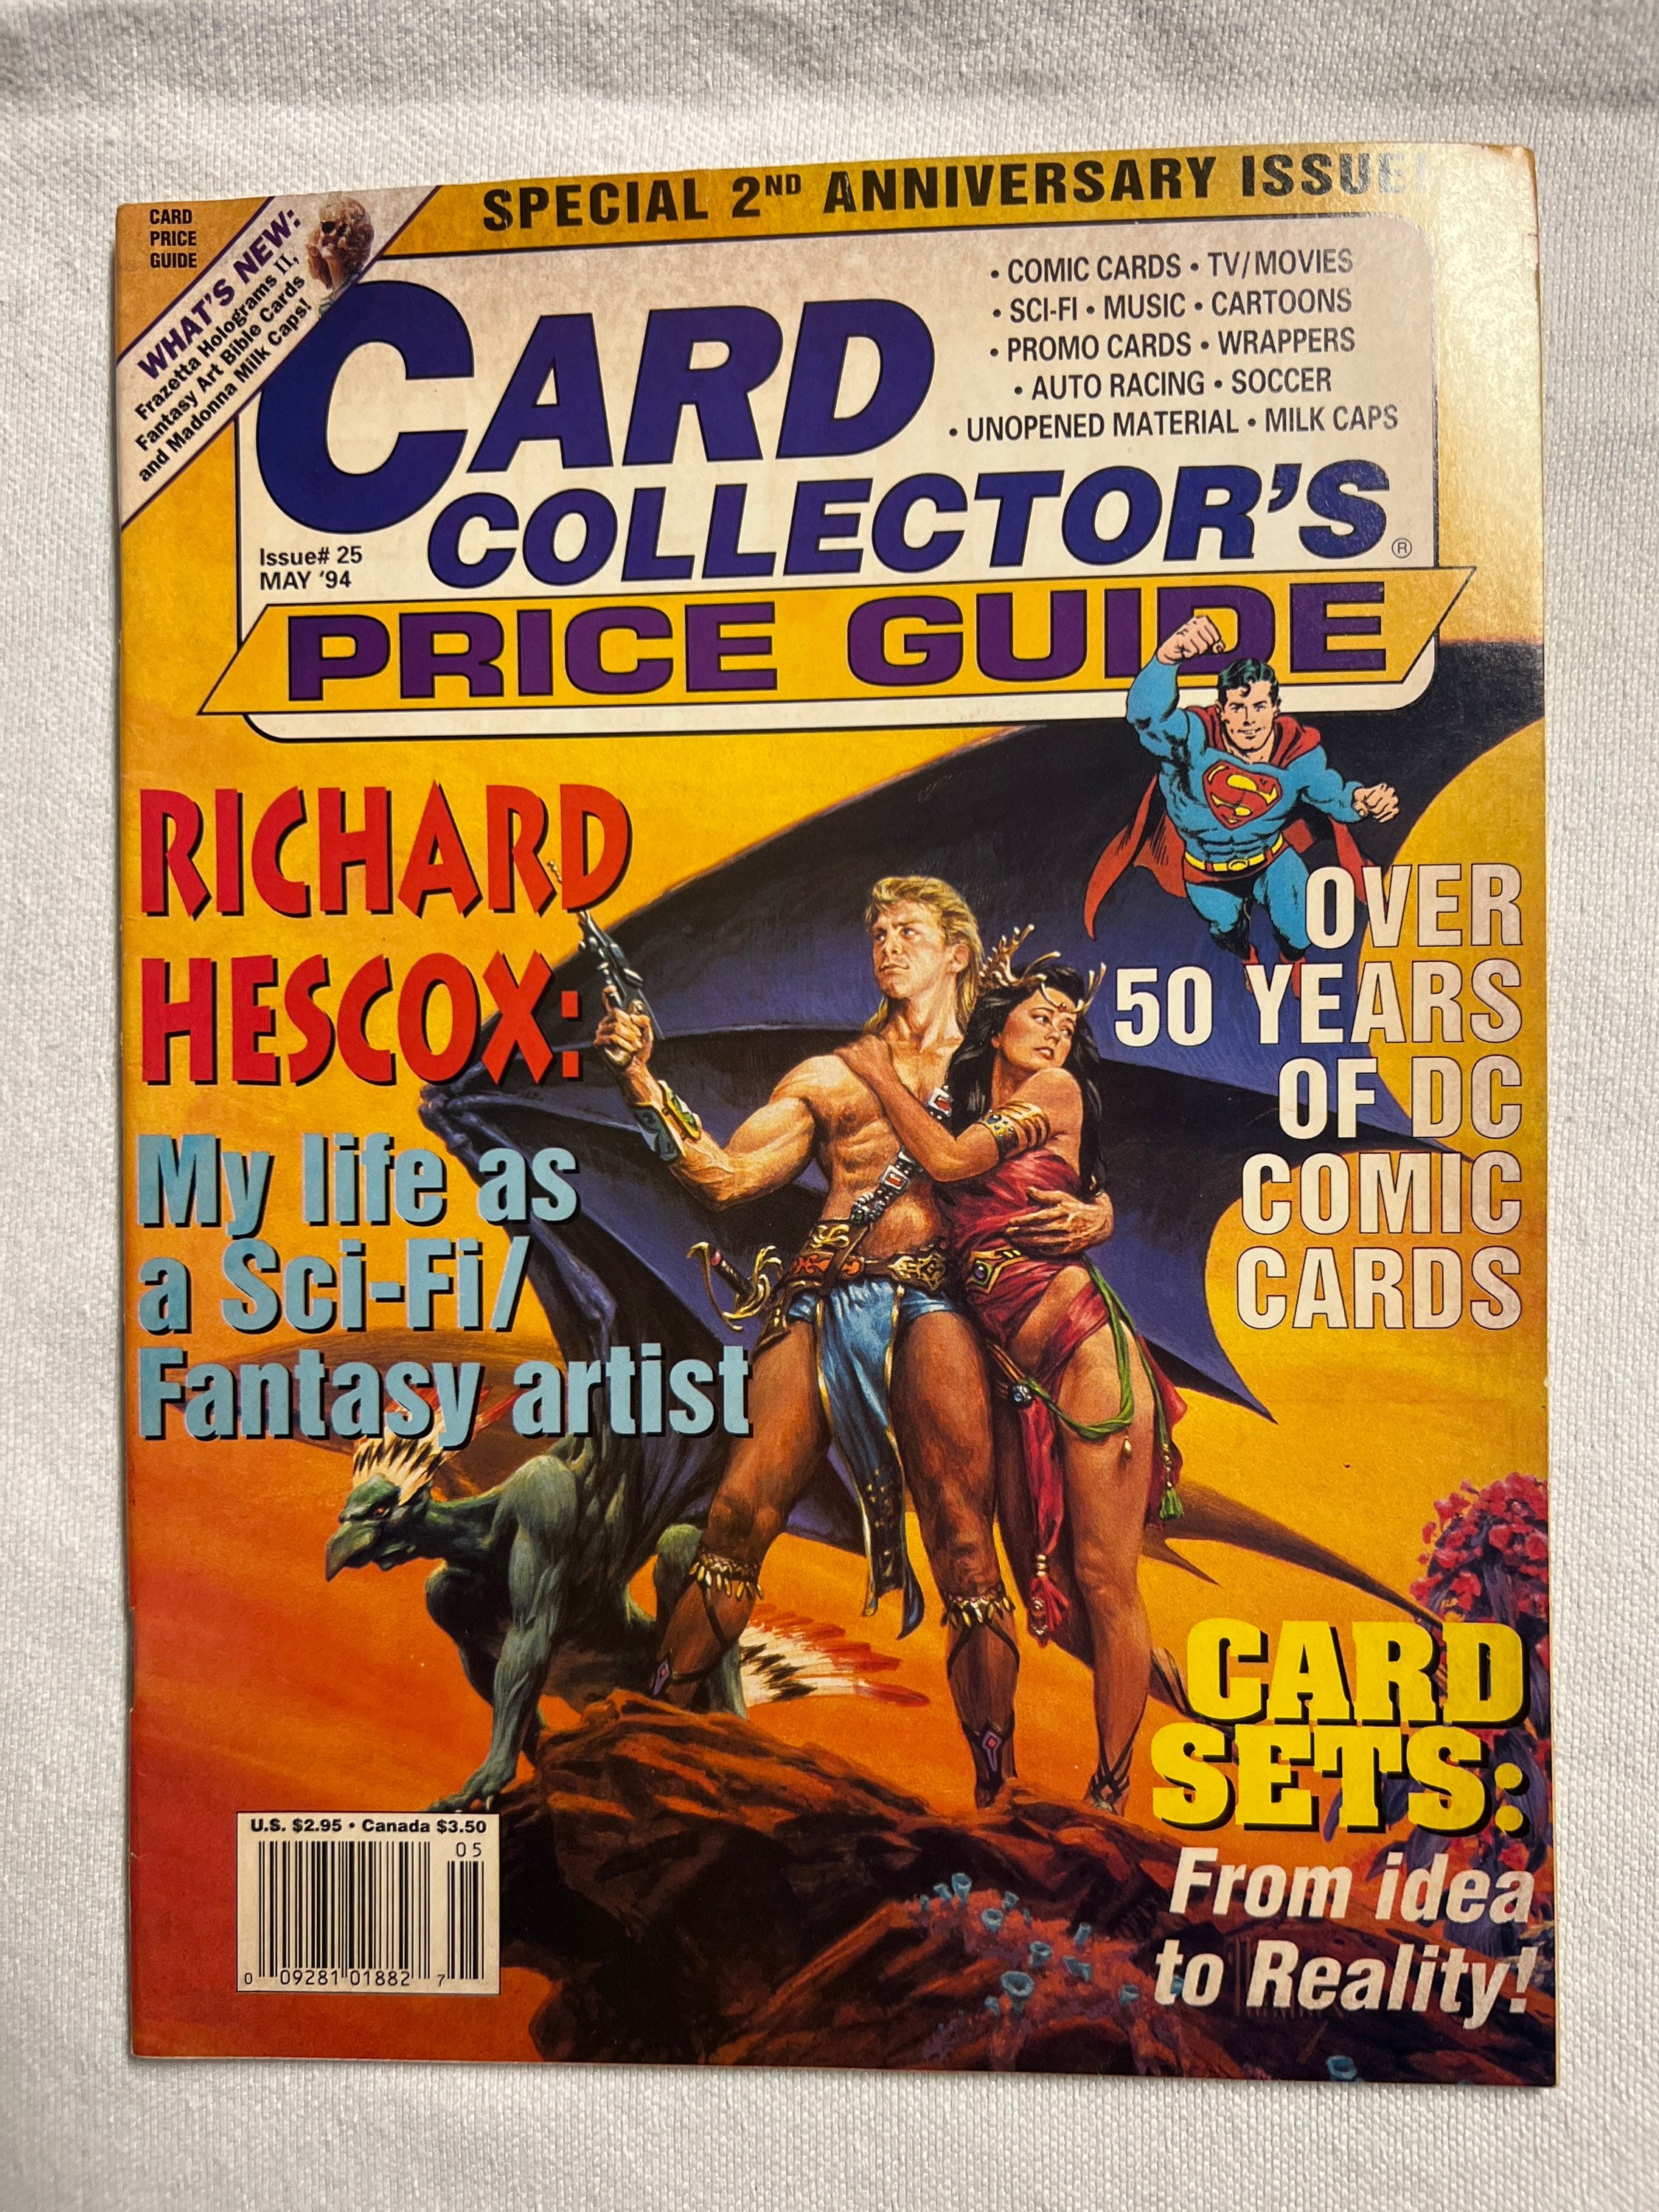 SPECIAL 2ND ANNIVERSARY ISSUE!
CARD
PRICE
GUIDE
WHAT'S NEW:
Frazetta Holograms II,
Fantasy Art Bible Cards
and Madonna Milk Caps!
• COMIC CARDS • TV/MOVIES
• SCI-FI • MUSIC • CARTOONS
• PROMO CARDS • WRAPPERS
• AUTO RACING • SOCCER
• UNOPENED MATERIAL • MILK CAPS
CARD
COLLECTOR'S®
Issue# 25
MAY '94
PRICE GUIDE
S
RICHARD
HESCOX:
My life as
a Sci-Fi/
Fantasy artist
OVER
50 YEARS
OF DC
COMIC
CARDS
CARD
SETS:
From idea
to Reality!
U.S. $2.95 • Canada $3.50
05
0 09281 01882 7